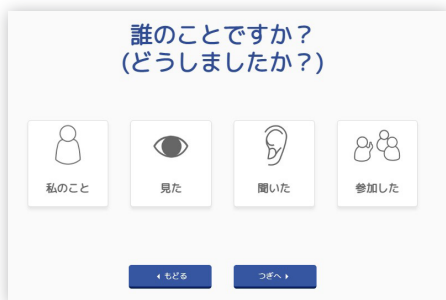 誰のことですか？
(どうしましたか？)
私のこと
見た
聞いた
参加した
もどる
つぎへ